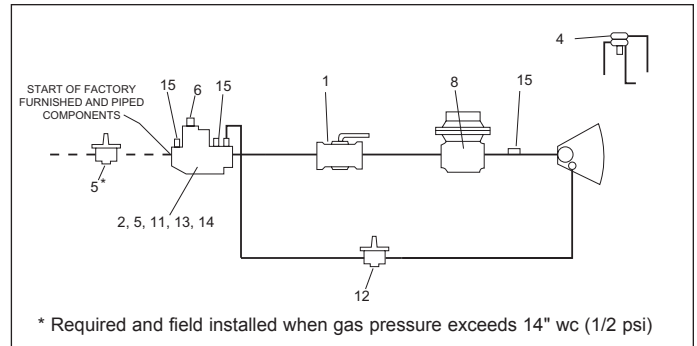 4
15
6
15
1
8
15
START OF FACTORY
FURNISHED AND PIPED
COMPONENTS
5*
2, 5, 11, 13, 14
12
* Required and field installed when gas pressure exceeds 14" wc (1/2 psi)